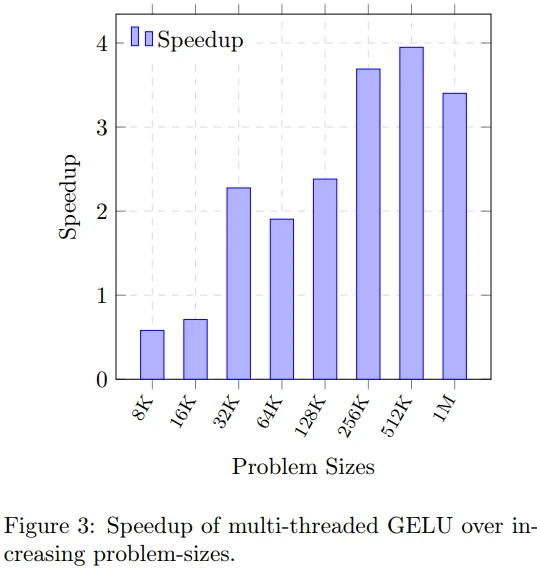 Speedup
4
3
2
1
0
Speedup
8K
16K
32K
64K
128K
256K
512K
1M
Problem Sizes
Figure 3: Speedup of multi-threaded GELU over in-
creasing problem-sizes.